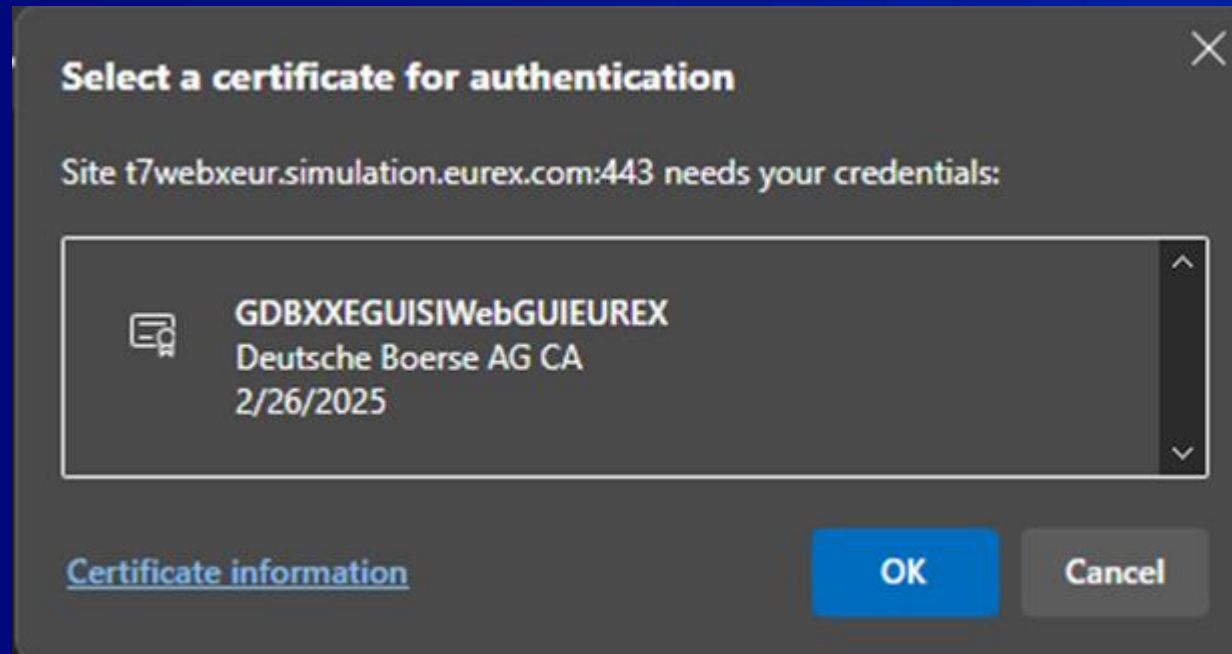 Select a certificate for authentication
Site t7webxeur.simulation.eurex.com:443 needs your credentials:
GDBXXEGUISIWebGUIEUREX
Deutsche Boerse AG CA
2/26/2025
Certificate information
OK
Cancel